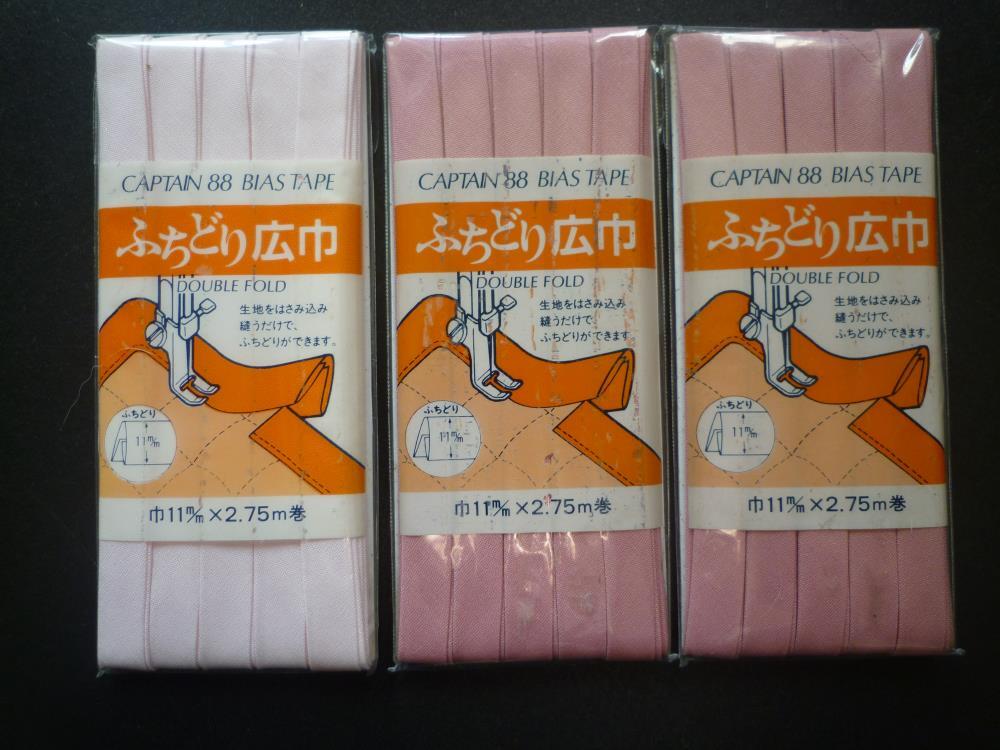 CAPTAIN 88 BIAS TAPE
ふちどり広巾
DOUBLE FOLD
生地をはさみ込み
縫うだけで、
ふちどりができます。
ふちどり
11m/m
巾11m/m×2.75m巻
CAPTAIN 88 BIAS TAPE
ふちどり広巾
DOUBLE FOLD
生地をはさみ込み
縫うだけで、
ふちどりができます。
ふちどり
11m/m
巾11m/m×2.75m巻
CAPTAIN 88 BIAS TAPE
ふちどり広巾
DOUBLE FOLD
生地をはさみ込み
縫うだけで、
ふちどりができます。
ふちどり
11m/m
巾11m/m×2.75m巻